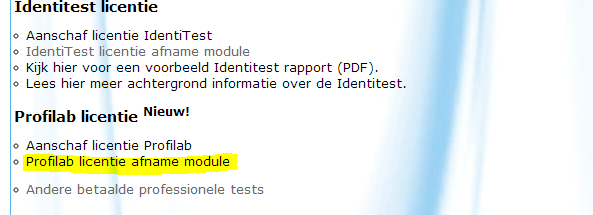 Identitest licentie
Aanschaf licentie IdentiTest
IdentiTest licentie afname module
Kijk hier voor een voorbeeld Identitest rapport (PDF).
Lees hier meer achtergrond informatie over de Identitest.
Profilab licentie Nieuw!
Aanschaf licentie Profilab
Profilab licentie afname module
Andere betaalde professionele tests